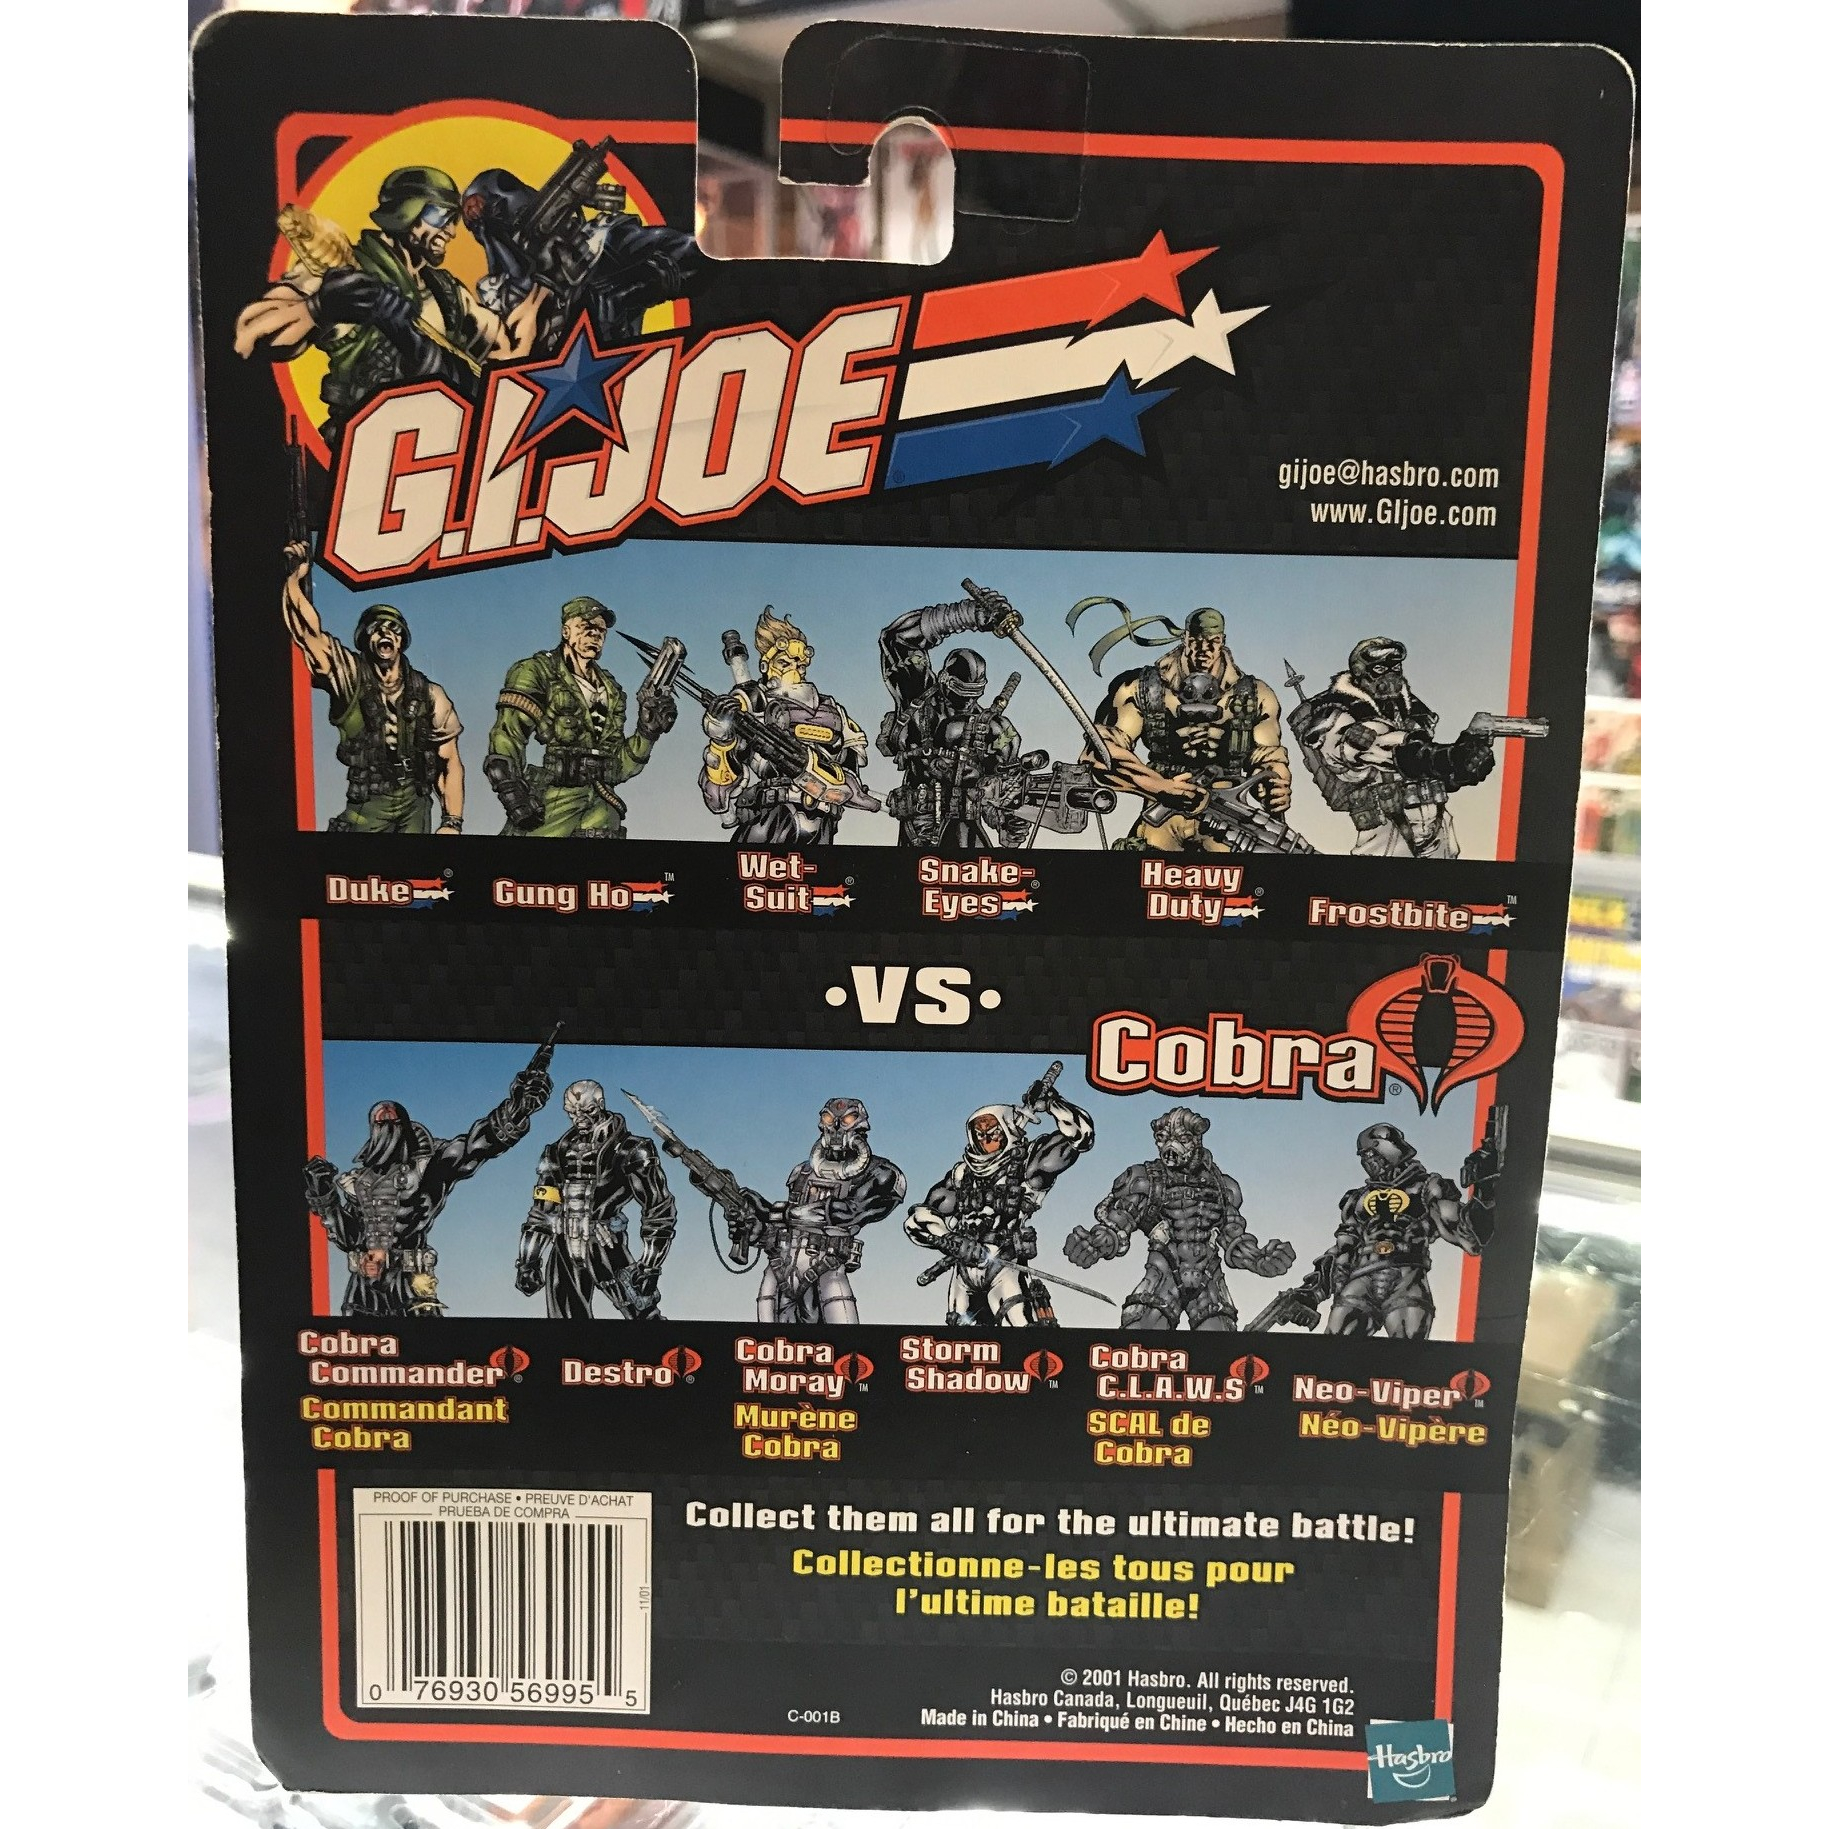 G.I.JOE
gijoe@hasbro.com
www.GIjoe.com
Duke
Gung Ho
Wet-
Suit
Snake-
Eyes
Heavy
Duty
Frostbite
•VS•
Cobra
Cobra
Commander
Commandant
Cobra
Destro
Cobra
Moray
Murène
Cobra
Storm
Shadow
Cobra
C.L.A.W.S
SCAL de
Cobra
Neo-Viper
Néo-Vipère
PROOF OF PURCHASE • PREUVE D'ACHAT
PRUEBA DE COMPRA
11/01
0 76930 56995 5
Collect them all for the ultimate battle!
Collectionne-les tous pour
l'ultime bataille!
C-001B
© 2001 Hasbro. All rights reserved.
Hasbro Canada, Longueuil, Québec J4G 1G2
Made in China • Fabriqué en Chine • Hecho en China
Hasbro